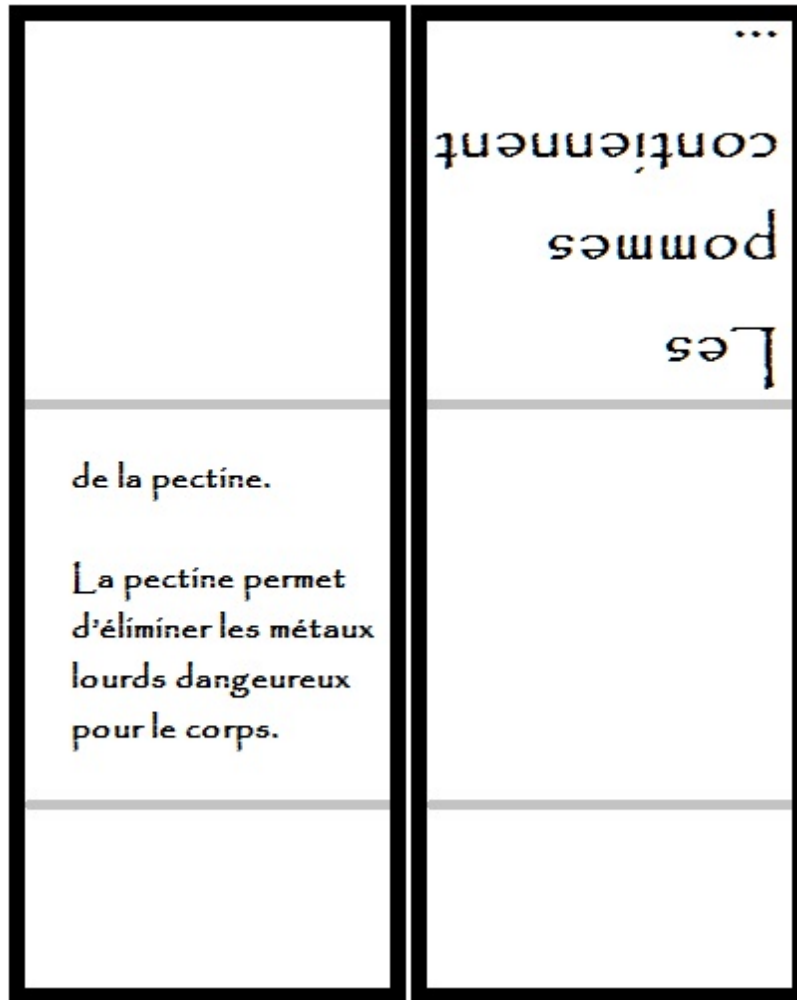 Les
pommes
contiennent
...
de la pectine.
La pectine permet
d'éliminer les métaux
lourds dangeureux
pour le corps.